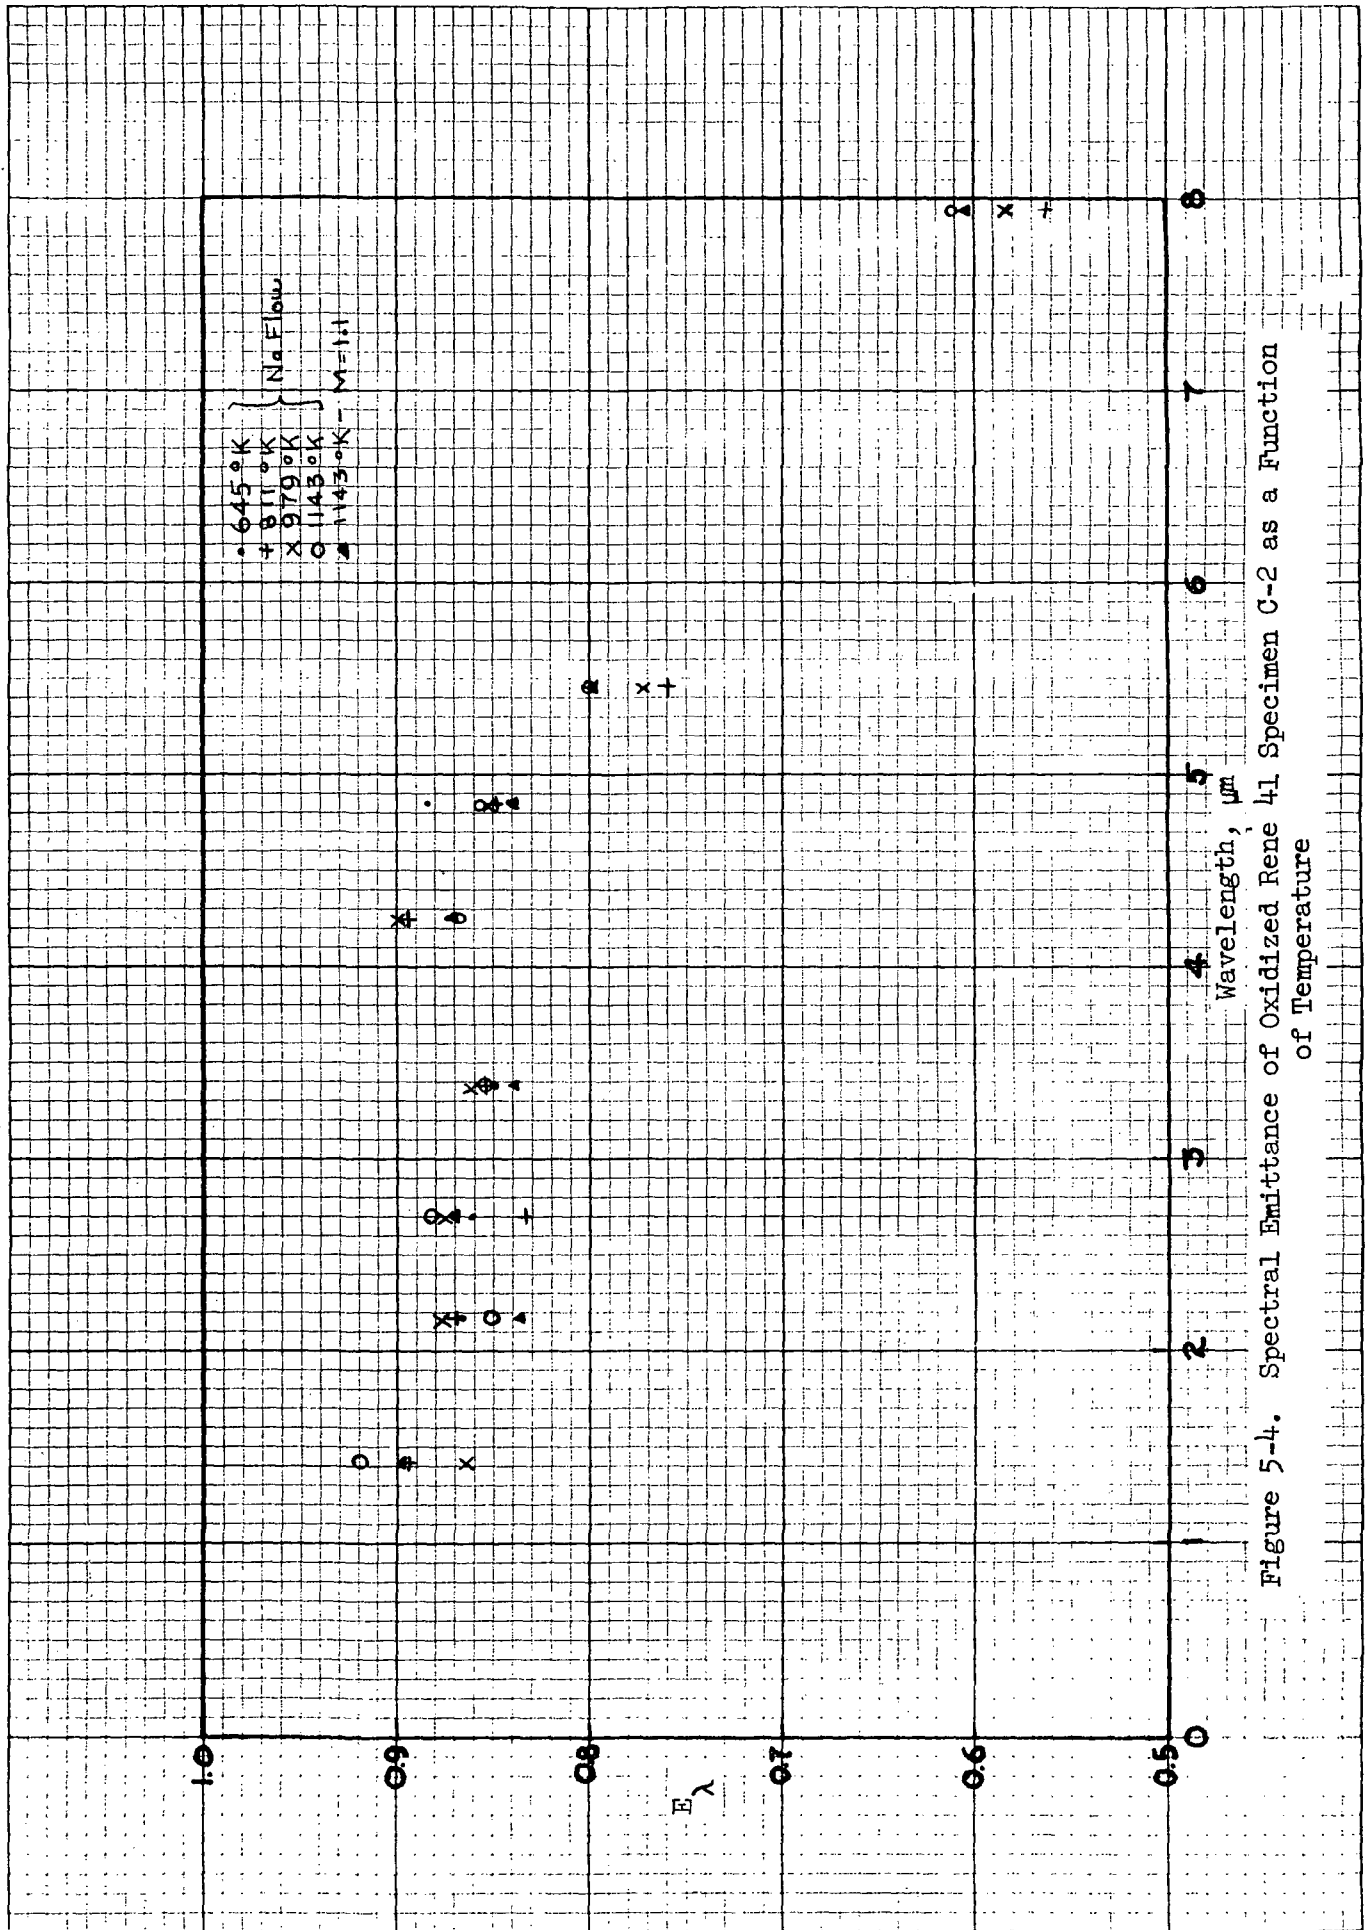 1.0
0.9
0.8
0.7
0.6
0.5
E λ
0 1 2 3 4 5 6 7 8
Wavelength, μm
• 645°K
+ 811°K
× 979°K
O 1143°K
No Flow
▲ 1143°K - M=1.1
Figure 5-4. Spectral Emittance of Oxidized Rene 41 Specimen C-2 as a Function
of Temperature